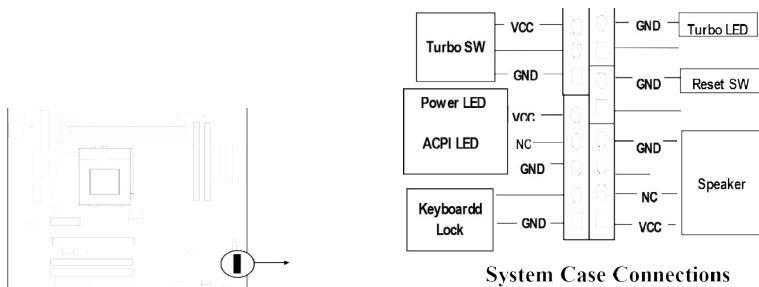 VCC
GND
Turbo SW
Turbo LED
GND
GND
Reset SW
Power LED
VCC
ACPI LED
NC
GND
GND
Speaker
NC
Keyboardd
Lock
GND
VCC
System Case Connections